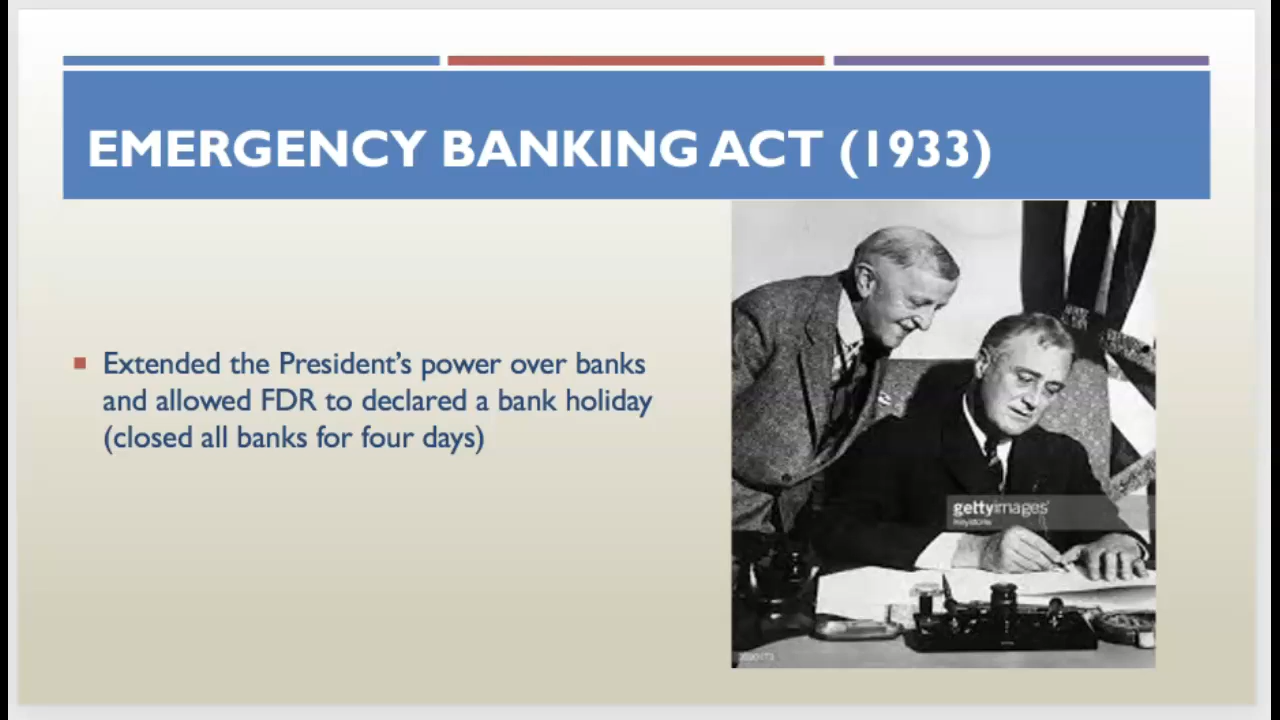 EMERGENCY BANKING ACT (1933)
Extended the President's power over banks
and allowed FDR to declared a bank holiday
(closed all banks for four days)
gettyimages
Keystone